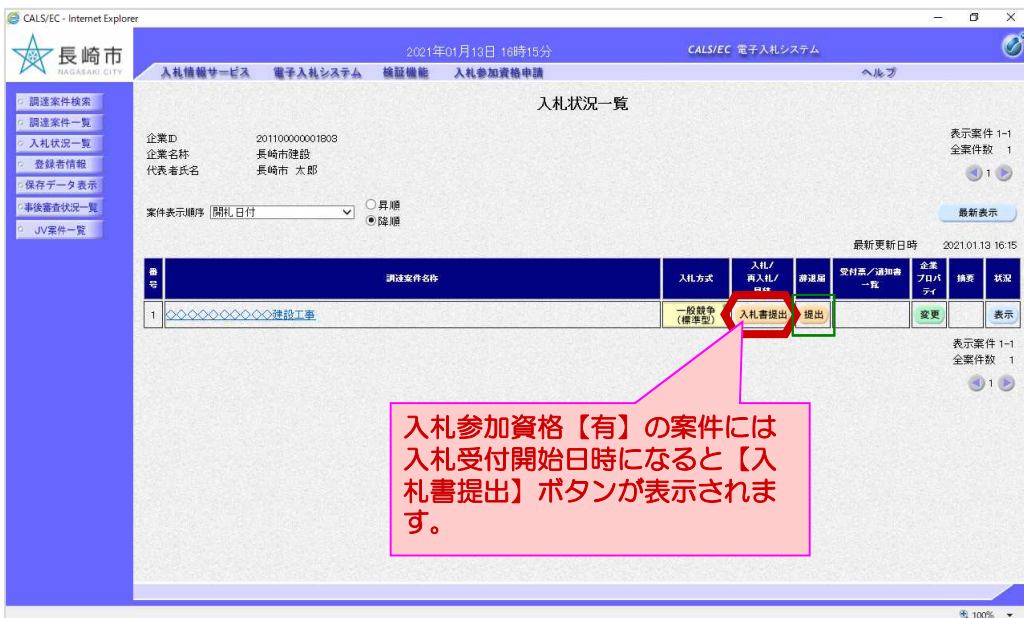 CALS/EC - Internet Explorer
長崎市
NAGASAKI CITY
2021年01月13日 16時15分
CALS/EC 電子入札システム
入札情報サービス 電子入札システム 検証機能 入札参加資格申請 ヘルプ
調達案件検索
調達案件一覧
入札状況一覧
登録者情報
保存データ表示
事後審査状況一覧
JV案件一覧
入札状況一覧
企業ID 201100000001803
企業名称 長崎市建設
代表者氏名 長崎市 太郎
表示案件 1-1
全案件数 1
1
案件表示順序 開札日付
昇順
降順
最新表示
最新更新日時 2021.01.13 16:15
番号 調達案件名称 入札方式 入札/再入札/見積 辞退届 受付票/通知書一覧 企業プロパティ 摘要 状況
1 ◇◇◇◇◇◇◇◇◇◇建設工事 一般競争(標準型) 入札書提出 提出 変更 表示
表示案件 1-1
全案件数 1
1
入札参加資格【有】の案件には
入札受付開始日時になると【入
札書提出】ボタンが表示されま
す。
100%